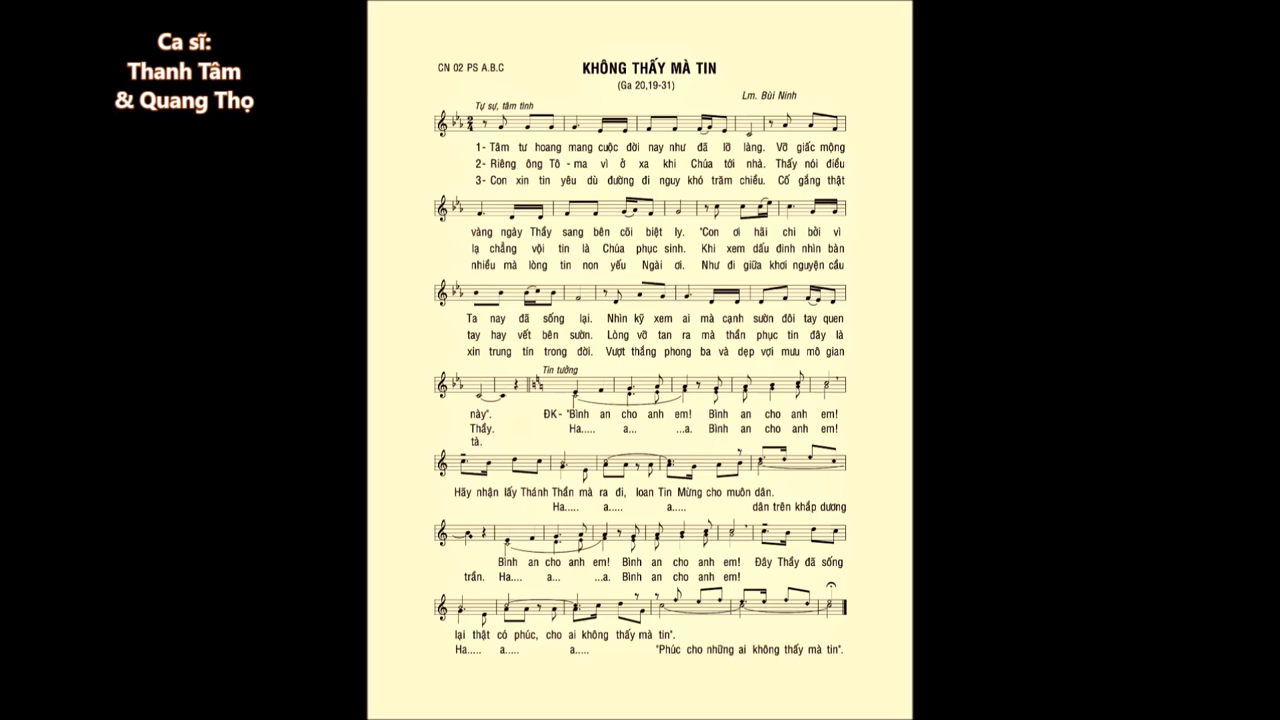 Ca sĩ:
Thanh Tâm
& Quang Thọ
CN 02 PS A.B.C
KHÔNG THẤY MÀ TIN
(Ga 20,19-31)
Lm. Bùi Ninh
Tự sự, tâm tình
1- Tâm tư hoang mang cuộc đời nay như đã lỡ làng. Vỡ giấc mộng
2- Riêng ông Tô - ma vì ở xa khi Chúa tới nhà. Thấy nói điều
3- Con xin tin yêu dù đường đi nguy khó trăm chiều. Cố gắng thật
vàng ngày Thầy sang bên cõi biệt ly. "Con ơi hãi chi bởi vì
lạ chẳng vội tin là Chúa phục sinh. Khi xem dấu đinh nhìn bàn
nhiều mà lòng tin non yếu Ngài ơi. Như đi giữa khơi nguyện cầu
Ta nay đã sống lại. Nhìn kỹ xem ai mà cạnh sườn đôi tay quen
tay hay vết bên sườn. Lòng vỡ tan ra mà thần phục tin đây là
xin trung tín trong đời. Vượt thắng phong ba và dẹp vợi mưu mô gian
Tin tưởng
này". ĐK- "Bình an cho anh em! Bình an cho anh em!
Thầy. Ha..... a... ...a. Bình an cho anh em!
tà.
Hãy nhận lấy Thánh Thần mà ra đi, loan Tin Mừng cho muôn dân.
Ha..... a..... a..... dân trên khắp dương
Bình an cho anh em! Bình an cho anh em! Đây Thầy đã sống
trần. Ha.... a... ...a. Bình an cho anh em!
lại thật có phúc, cho ai không thấy mà tin".
Ha..... a..... a..... "Phúc cho những ai không thấy mà tin".